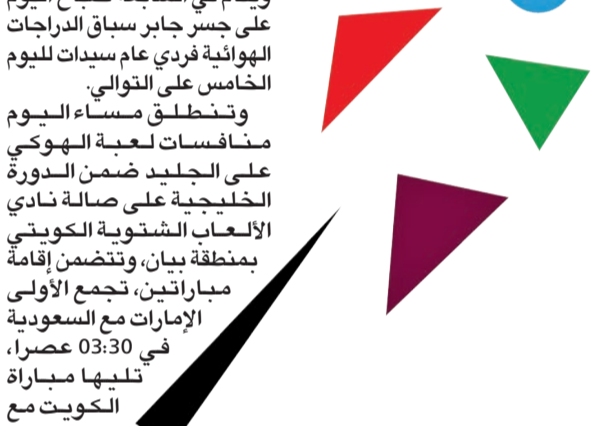 على جسر جابر سباق الدراجات
الهوائية فردي عام سيدات لليوم
الخامس على التوالي.
وتنطلق مساء اليوم
منافسات لعبة الهوكي
على الجليد ضمن الدورة
الخليجية على صالة نادي
الألعاب الشتوية الكويتي
بمنطقة بيان، وتتضمن إقامة
مباراتين، تجمع الأولى
الإمارات مع السعودية
في 03:30 عصرا،
تليها مباراة
الكويت مع